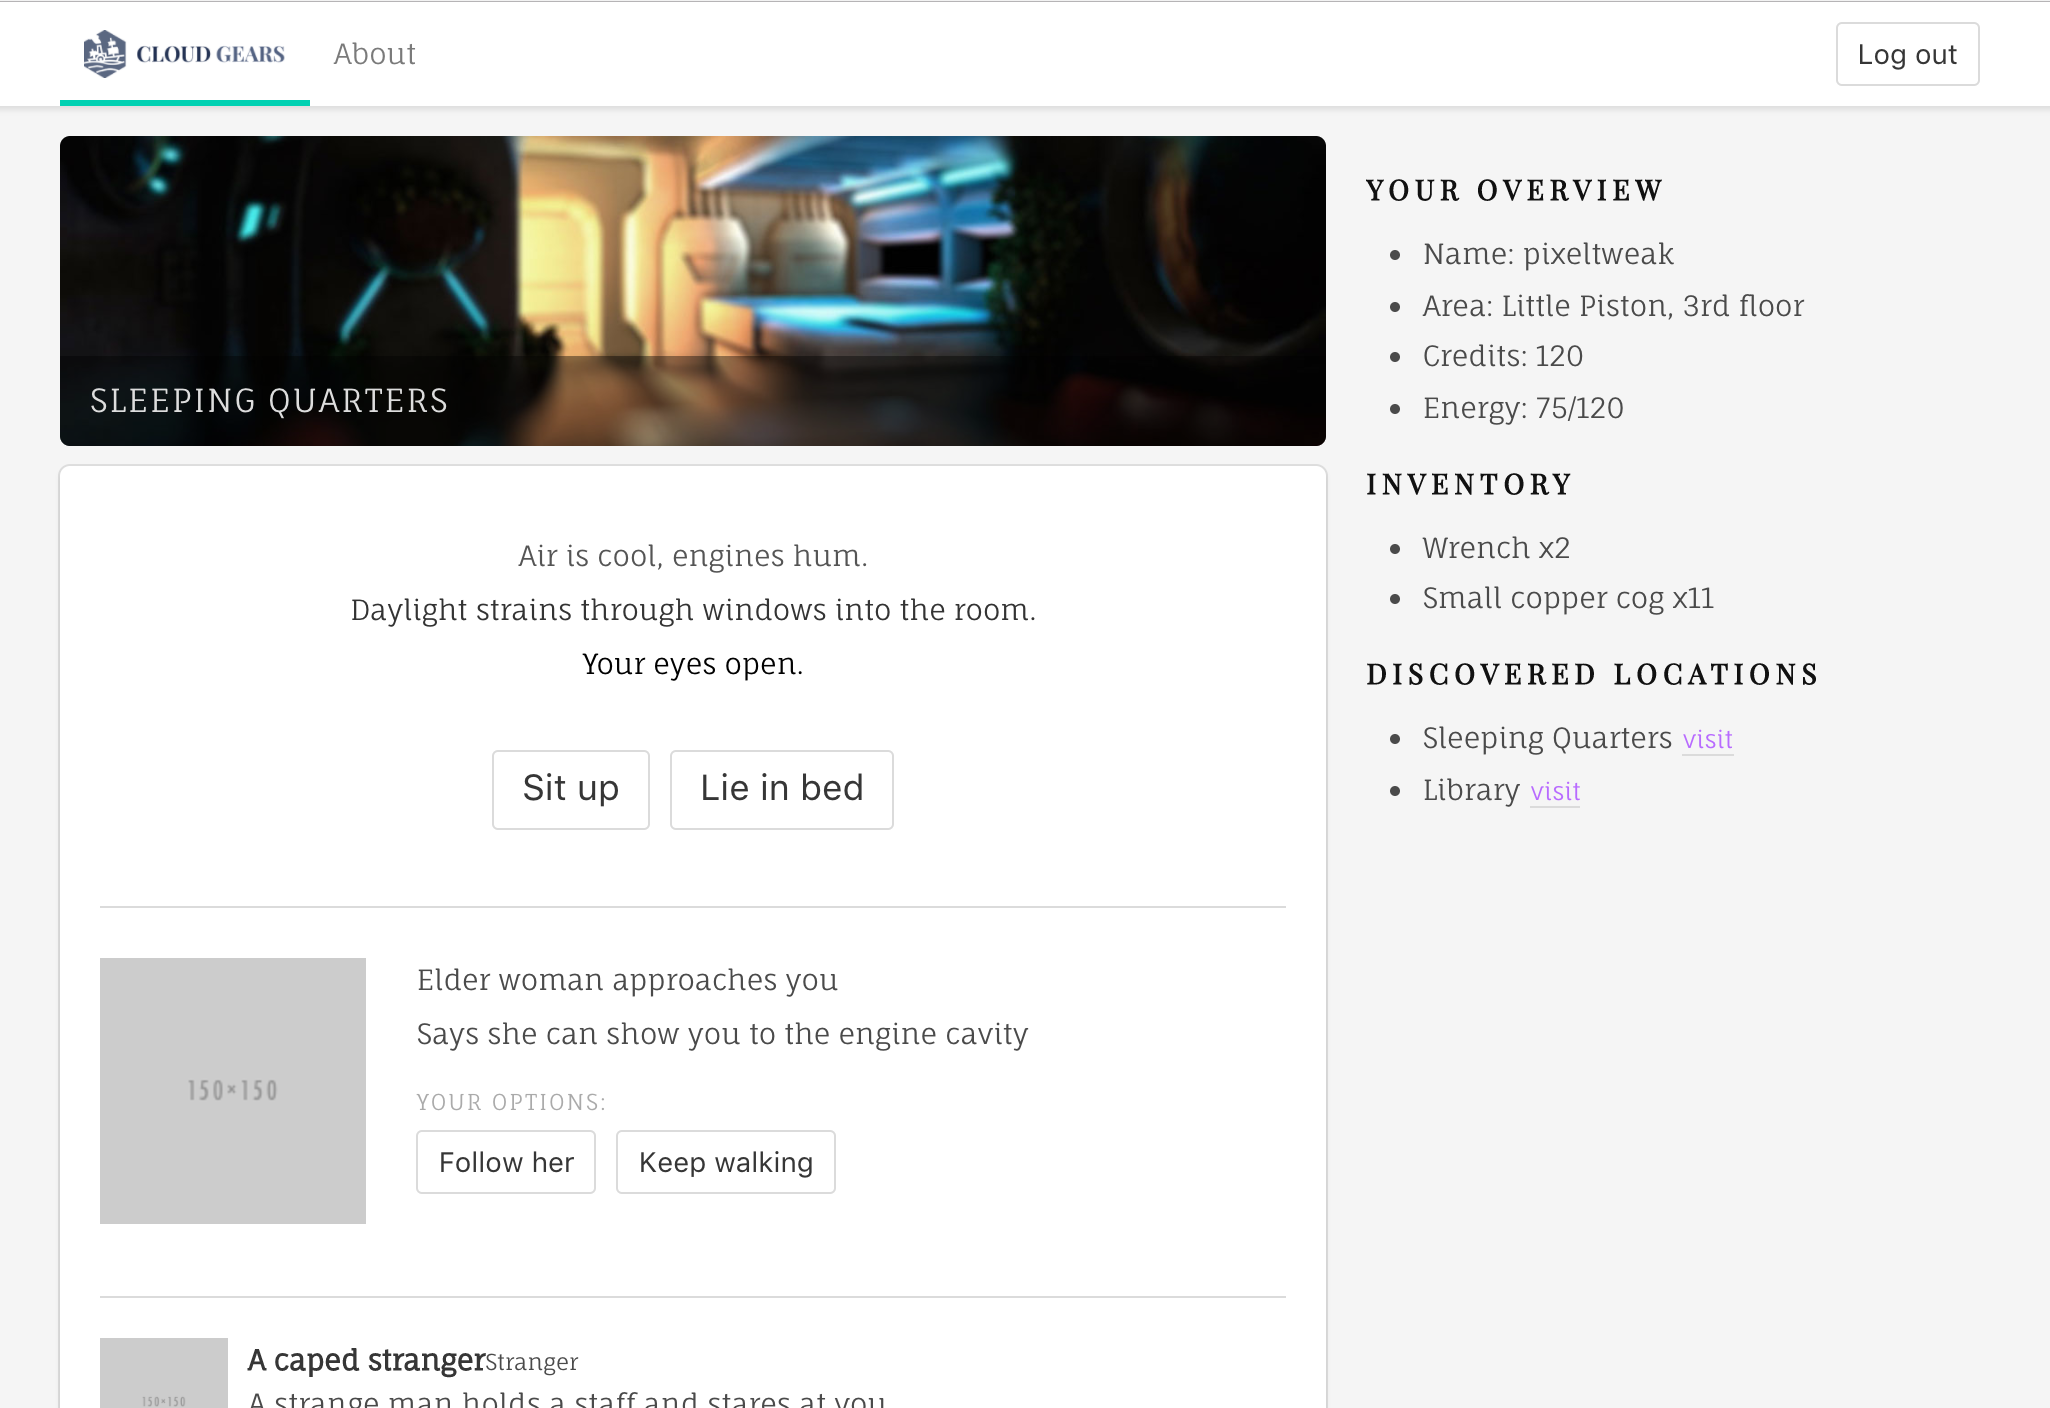 CLOUD GEARS
About
Log out
SLEEPING QUARTERS
Air is cool, engines hum.
Daylight strains through windows into the room.
Your eyes open.
Sit up
Lie in bed
150×150
Elder woman approaches you
Says she can show you to the engine cavity
YOUR OPTIONS:
Follow her
Keep walking
150×150
A caped strangerStranger
A strange man holds a staff and stares at you
YOUR OVERVIEW
Name: pixeltweak
Area: Little Piston, 3rd floor
Credits: 120
Energy: 75/120
INVENTORY
Wrench x2
Small copper cog x11
DISCOVERED LOCATIONS
Sleeping Quarters visit
Library visit